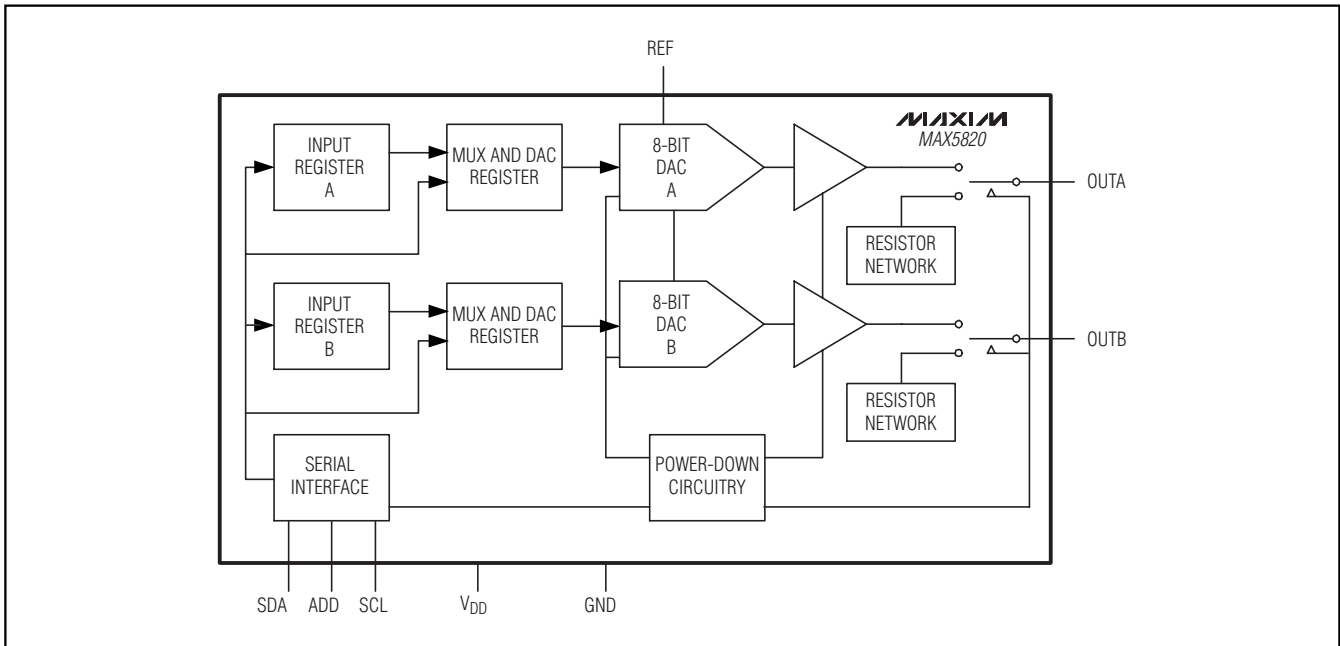 REF
MAXIM
MAX5820
INPUT
REGISTER
A
MUX AND DAC
REGISTER
8-BIT
DAC
A
OUTA
RESISTOR
NETWORK
INPUT
REGISTER
B
MUX AND DAC
REGISTER
8-BIT
DAC
B
OUTB
RESISTOR
NETWORK
SERIAL
INTERFACE
POWER-DOWN
CIRCUITRY
SDA ADD SCL VDD GND